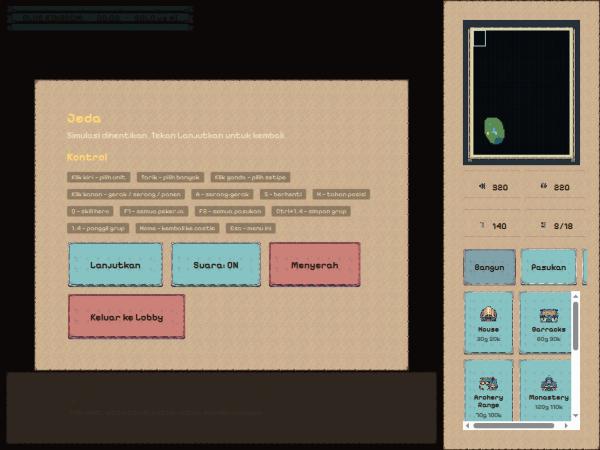 Jeda
Simulasi dihentikan. Tekan Lanjutkan untuk kembali.
Kontrol
Klik kiri - pilih unit
Tarik - pilih banyak
Klik ganda - pilih setipe
Klik kanan - gerak / serang / panen
A - serang-gerak
S - berhenti
H - tahan posisi
Q - skill hero
F1 - semua pekerja
F2 - semua pasukan
Ctrl+1..4 - simpan grup
1..4 - panggil grup
Home - kembali ke castle
Esc - menu ini
Lanjutkan
Suara: ON
Menyerah
Keluar ke Lobby
980
880
140
8/18
Bangun
Pasukan
House
30g 20k
Barracks
60g 90k
Archery Range
70g 100k
Monastery
120g 110k